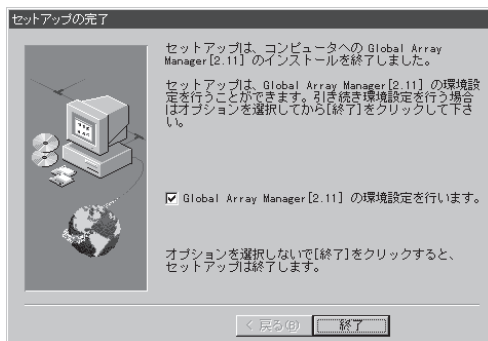 セットアップの完了
セットアップは、コンピュータへの Global Array
Manager[2.11] のインストールを終了しました。
セットアップは、Global Array Manager[2.11] の環境設
定を行うことができます。引き続き環境設定を行う場合
はオプションを選択してから[終了]をクリックして下さ
い。
Global Array Manager[2.11] の環境設定を行います。
オプションを選択しないで[終了]をクリックすると、
セットアップは終了します。
< 戻る(B)
終了